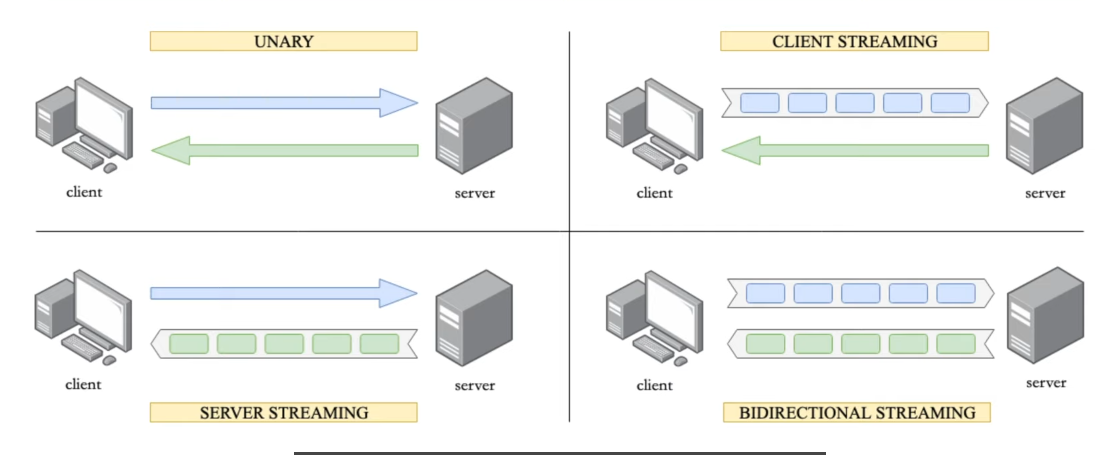 UNARY
CLIENT STREAMING
client
server
client
server
client
server
client
server
SERVER STREAMING
BIDIRECTIONAL STREAMING